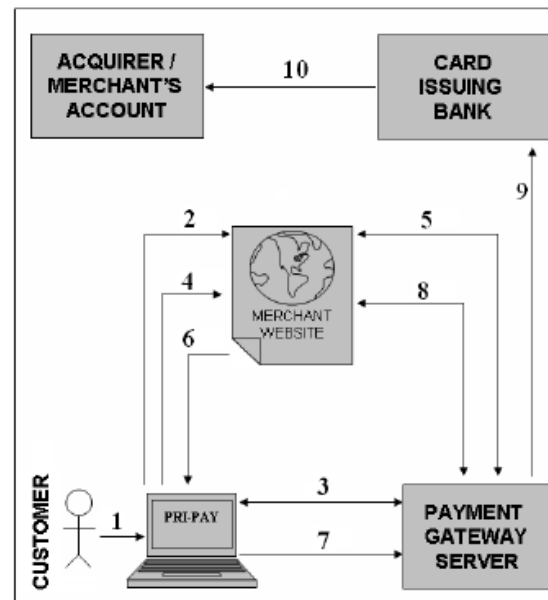 ACQUIRER /
MERCHANT'S
ACCOUNT
10
CARD
ISSUING
BANK
9
2
5
4
8
MERCHANT
WEBSITE
6
CUSTOMER
1
PRI-PAY
3
7
PAYMENT
GATEWAY
SERVER